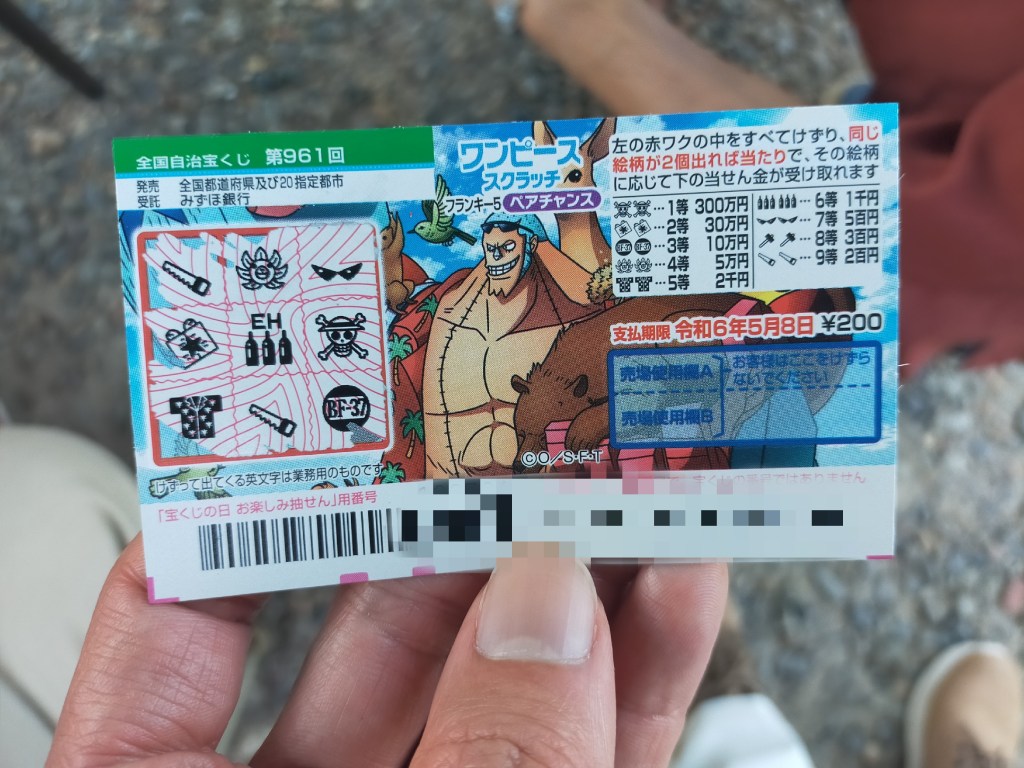 全国自治宝くじ 第961回
発売 全国都道府県及び20指定都市
受託 みずほ銀行
ワンピース
スクラッチ
フランキー5 ペアチャンス
左の赤ワクの中をすべてけずり、同じ
絵柄が2個出れば当たりで、その絵柄
に応じて下の当せん金が受け取れます
…1等 300万円
…2等 30万円
…3等 10万円
…4等 5万円
…5等 2千円
…6等 1千円
…7等 5百円
…8等 3百円
…9等 2百円
支払期限 令和6年5月8日 ¥200
売場使用欄A
お客様はここをけずら
ないでください
売場使用欄B
EH
BF-37
©O/S・F・T
けずって出てくる英文字は業務用のものです
「宝くじの日 お楽しみ抽せん」用番号